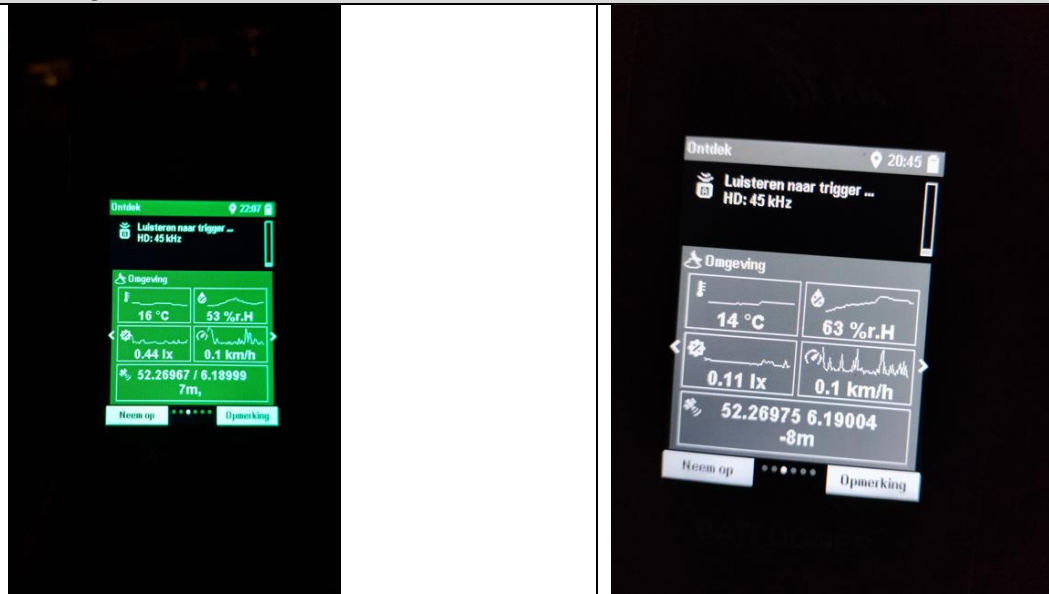 Ontdek 22:07
Luisteren naar trigger ...
HD: 45 kHz
Omgeving
16 °C 53 %r.H
0.44 lx 0.1 km/h
52.26967 / 6.18999
7m,
Neem op Opmerking
Ontdek 20:45
Luisteren naar trigger ...
HD: 45 kHz
Omgeving
14 °C 63 %r.H
0.11 lx 0.1 km/h
52.26975 6.19004
-8m
Neem op Opmerking